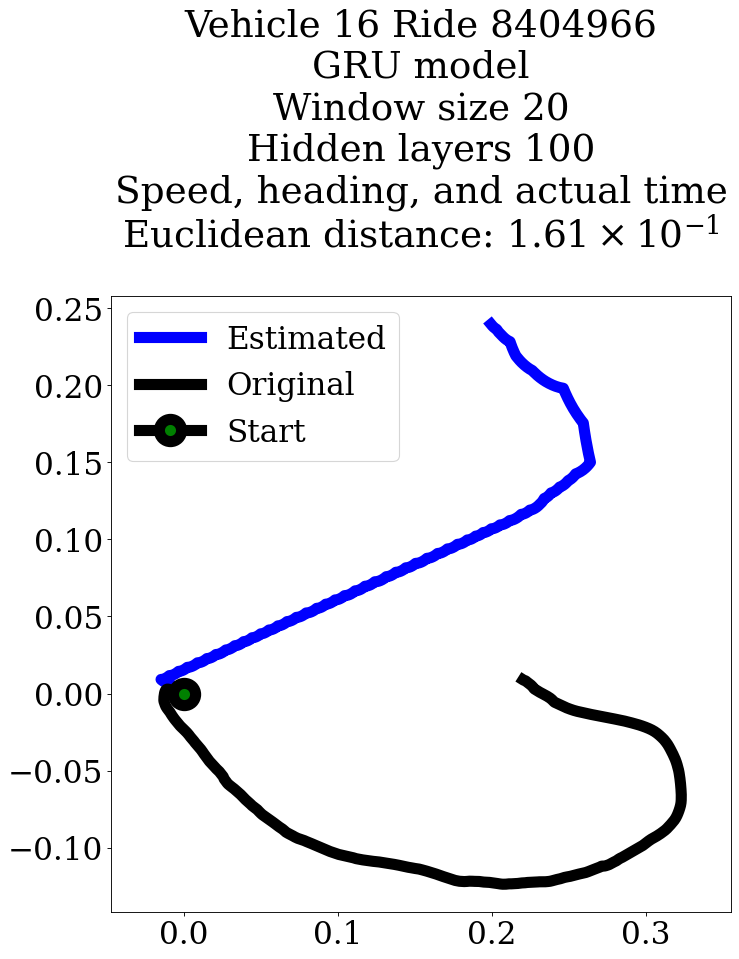 Vehicle 16 Ride 8404966
GRU model
Window size 20
Hidden layers 100
Speed, heading, and actual time
Euclidean distance: 1.61 × 10⁻¹
Estimated
Original
Start
0.25
0.20
0.15
0.10
0.05
0.00
−0.05
−0.10
0.0 0.1 0.2 0.3